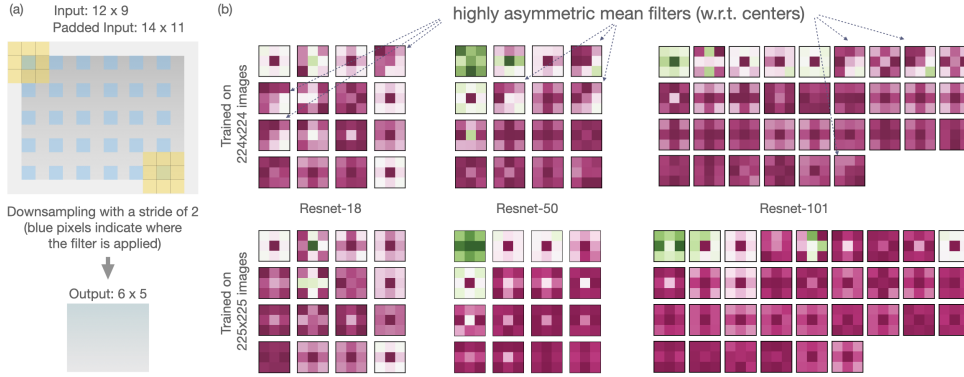 (a)
Input: 12 x 9
Padded Input: 14 x 11
Downsampling with a stride of 2
(blue pixels indicate where
the filter is applied)
Output: 6 x 5
(b)
highly asymmetric mean filters (w.r.t. centers)
Trained on
224x224 images
Resnet-18
Resnet-50
Resnet-101
Trained on
225x225 images